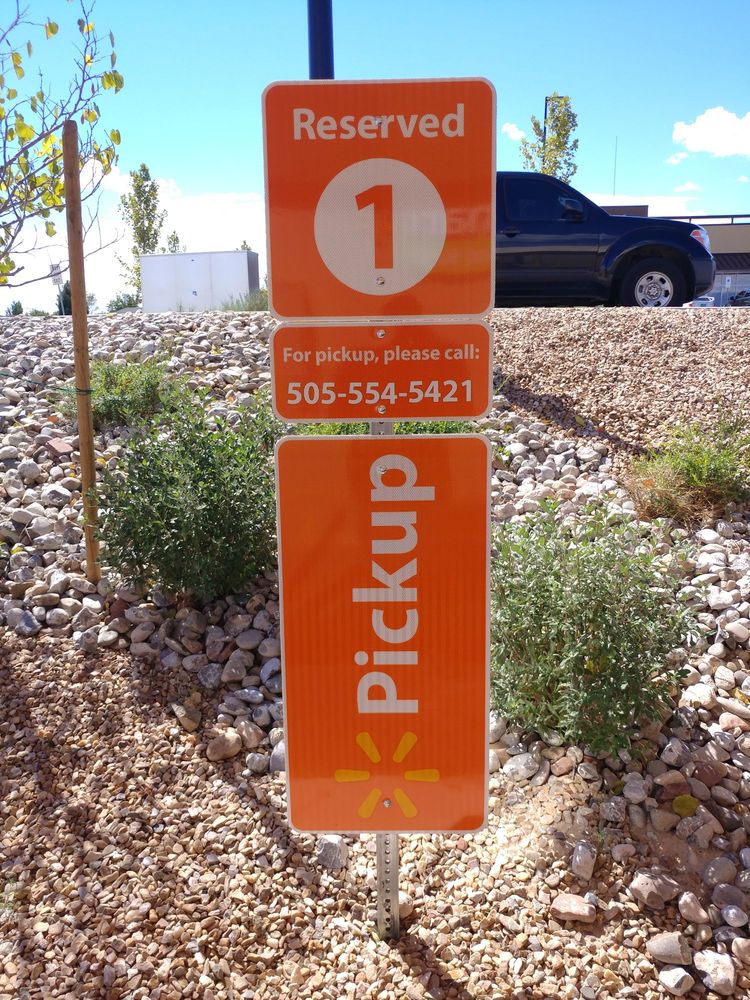 Reserved
1
For pickup, please call:
505-554-5421
Pickup